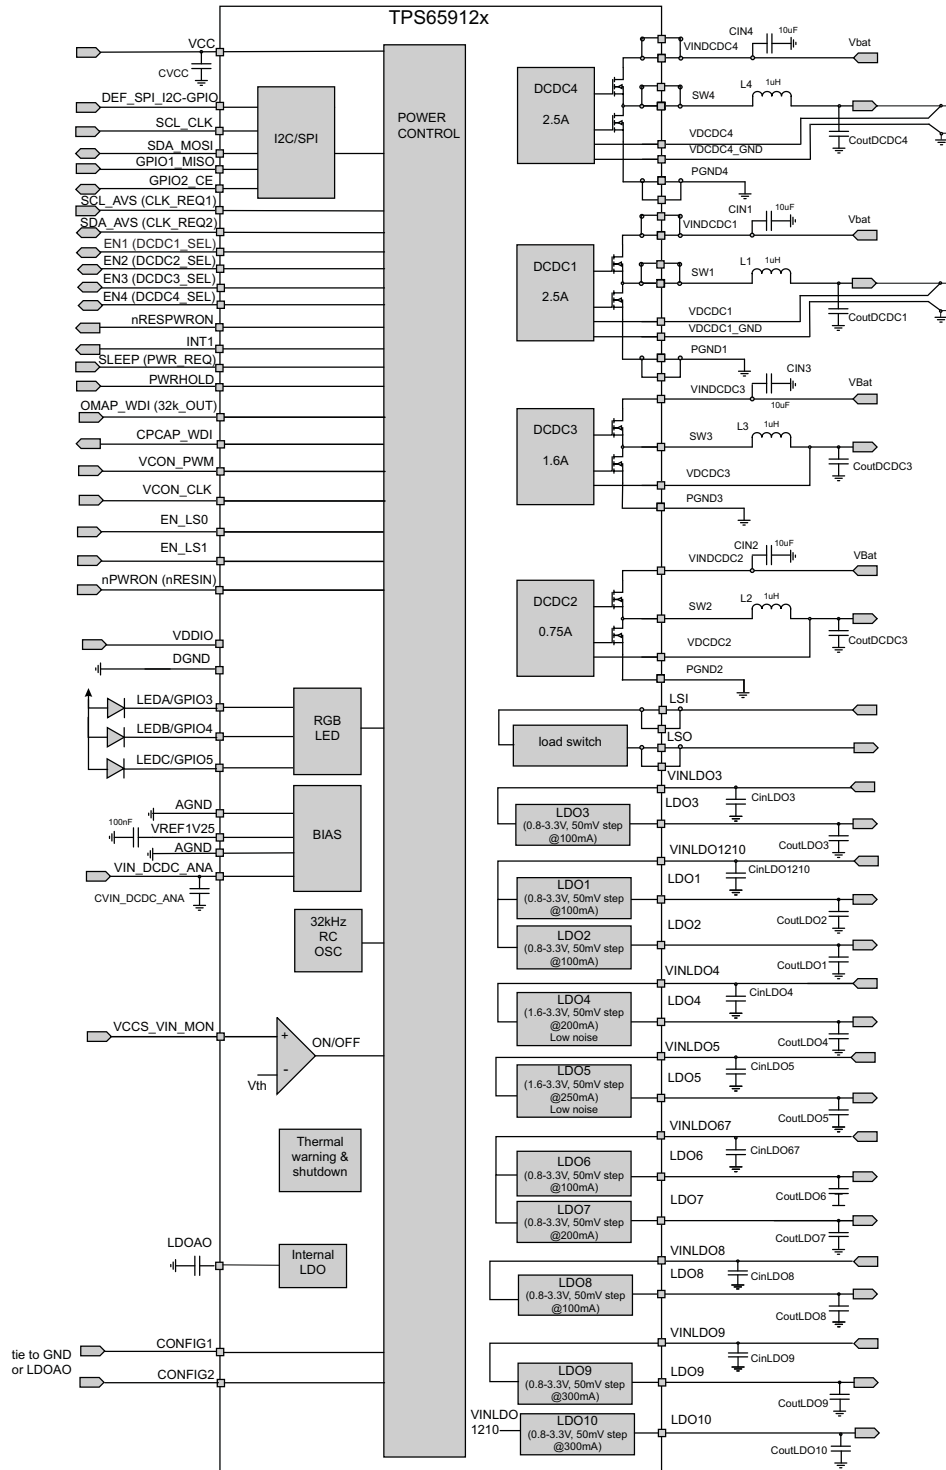 TPS65912x
VCC
CVCC
DEF_SPI_I2C-GPIO
SCL_CLK
SDA_MOSI
GPIO1_MISO
GPIO2_CE
I2C/SPI
SCL_AVS (CLK_REQ1)
SDA_AVS (CLK_REQ2)
EN1 (DCDC1_SEL)
EN2 (DCDC2_SEL)
EN3 (DCDC3_SEL)
EN4 (DCDC4_SEL)
nRESPWRON
INT1
SLEEP (PWR_REQ)
PWRHOLD
OMAP_WDI (32k_OUT)
CPCAP_WDI
VCON_PWM
VCON_CLK
EN_LS0
EN_LS1
nPWRON (nRESIN)
VDDIO
DGND
LEDA/GPIO3
LEDB/GPIO4
LEDC/GPIO5
RGB
LED
AGND
100nF
VREF1V25
AGND
VIN_DCDC_ANA
CVIN_DCDC_ANA
BIAS
32kHz
RC
OSC
VCCS_VIN_MON
+
-
Vth
ON/OFF
Thermal
warning &
shutdown
LDOAO
Internal
LDO
tie to GND
or LDOAO
CONFIG1
CONFIG2
POWER
CONTROL
DCDC4
2.5A
VINDCDC4
CIN4
10uF
Vbat
SW4
L4
1uH
VDCDC4
VDCDC4_GND
CoutDCDC4
PGND4
DCDC1
2.5A
VINDCDC1
CIN1
10uF
Vbat
SW1
L1
1uH
VDCDC1
VDCDC1_GND
CoutDCDC1
PGND1
DCDC3
1.6A
VINDCDC3
CIN3
10uF
VBat
SW3
L3
1uH
VDCDC3
CoutDCDC3
PGND3
DCDC2
0.75A
VINDCDC2
CIN2
10uF
VBat
SW2
L2
1uH
VDCDC2
CoutDCDC3
PGND2
LSI
load switch
LSO
VINLDO3
CinLDO3
LDO3
LDO3
(0.8-3.3V, 50mV step
@100mA)
CoutLDO3
VINLDO1210
CinLDO1210
LDO1
LDO1
(0.8-3.3V, 50mV step
@100mA)
CoutLDO2
LDO2
LDO2
(0.8-3.3V, 50mV step
@100mA)
CoutLDO1
VINLDO4
CinLDO4
LDO4
LDO4
(1.6-3.3V, 50mV step
@200mA)
Low noise
CoutLDO4
VINLDO5
CinLDO5
LDO5
LDO5
(1.6-3.3V, 50mV step
@250mA)
Low noise
CoutLDO5
VINLDO67
CinLDO67
LDO6
LDO6
(0.8-3.3V, 50mV step
@100mA)
CoutLDO6
LDO7
LDO7
(0.8-3.3V, 50mV step
@200mA)
CoutLDO7
VINLDO8
CinLDO8
LDO8
LDO8
(0.8-3.3V, 50mV step
@100mA)
CoutLDO8
VINLDO9
CinLDO9
LDO9
LDO9
(0.8-3.3V, 50mV step
@300mA)
CoutLDO9
VINLDO
1210
LDO10
(0.8-3.3V, 50mV step
@300mA)
LDO10
CoutLDO10